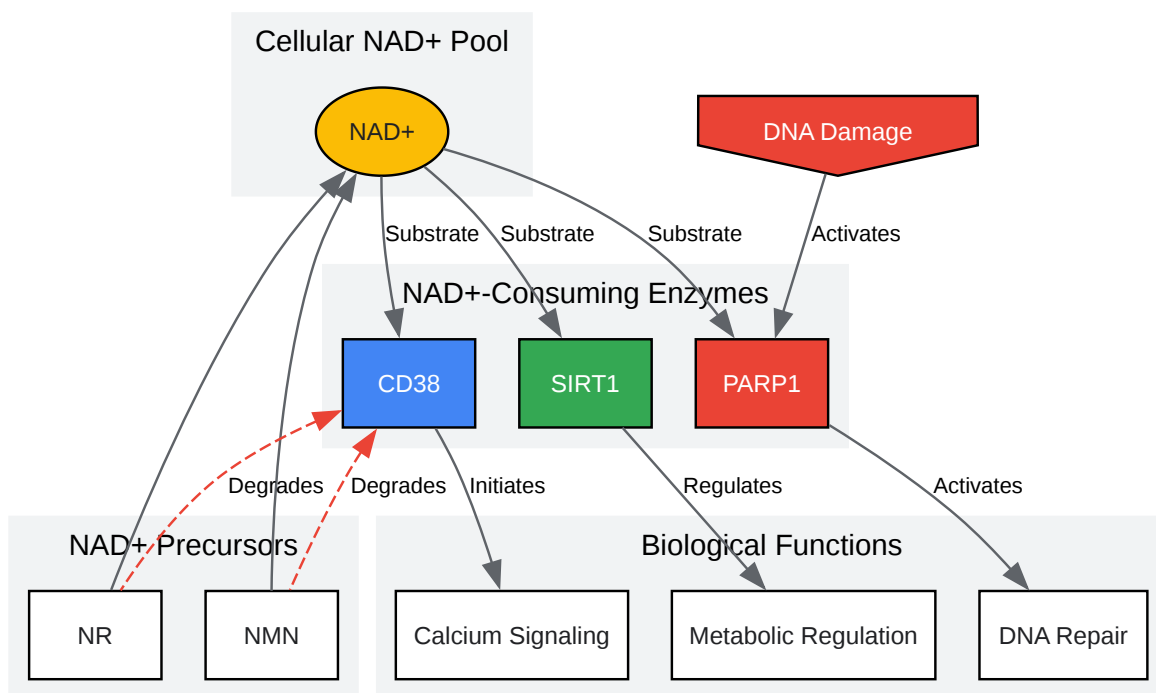 Cellular NAD+ Pool
NAD+
DNA Damage
Substrate
Substrate
Substrate
Activates
NAD+-Consuming Enzymes
CD38
SIRT1
PARP1
Degrades
Degrades
Initiates
Regulates
Activates
NAD+ Precursors
Biological Functions
NR
NMN
Calcium Signaling
Metabolic Regulation
DNA Repair